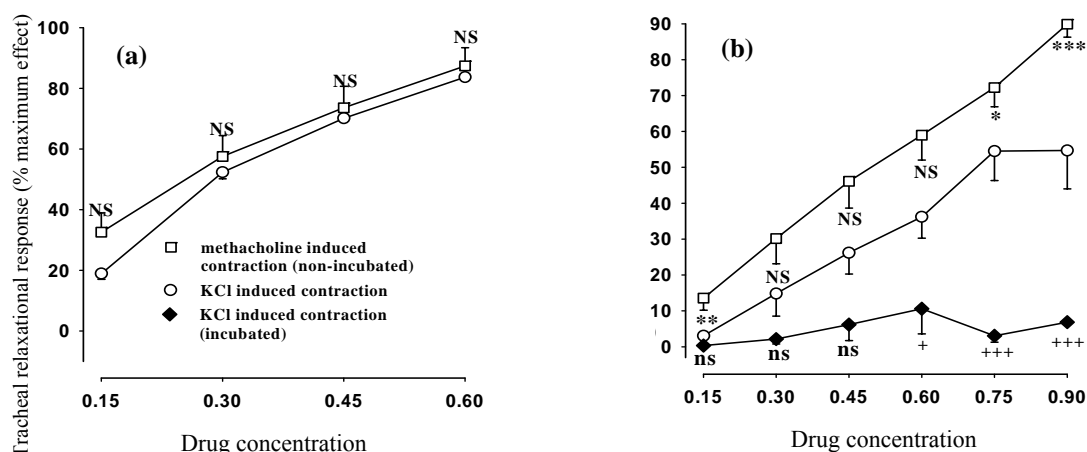 Tracheal relaxational response (% maximum effect)
100
80
60
40
20
0
(a)
NS
NS
NS
NS
methacholine induced
contraction (non-incubated)
KCl induced contraction
KCl induced contraction
(incubated)
0.15 0.30 0.45 0.60
Drug concentration
90
80
70
60
50
40
30
20
10
0
(b)
***
*
NS
NS
NS
**
ns ns ns + +++ +++
0.15 0.30 0.45 0.60 0.75 0.90
Drug concentration